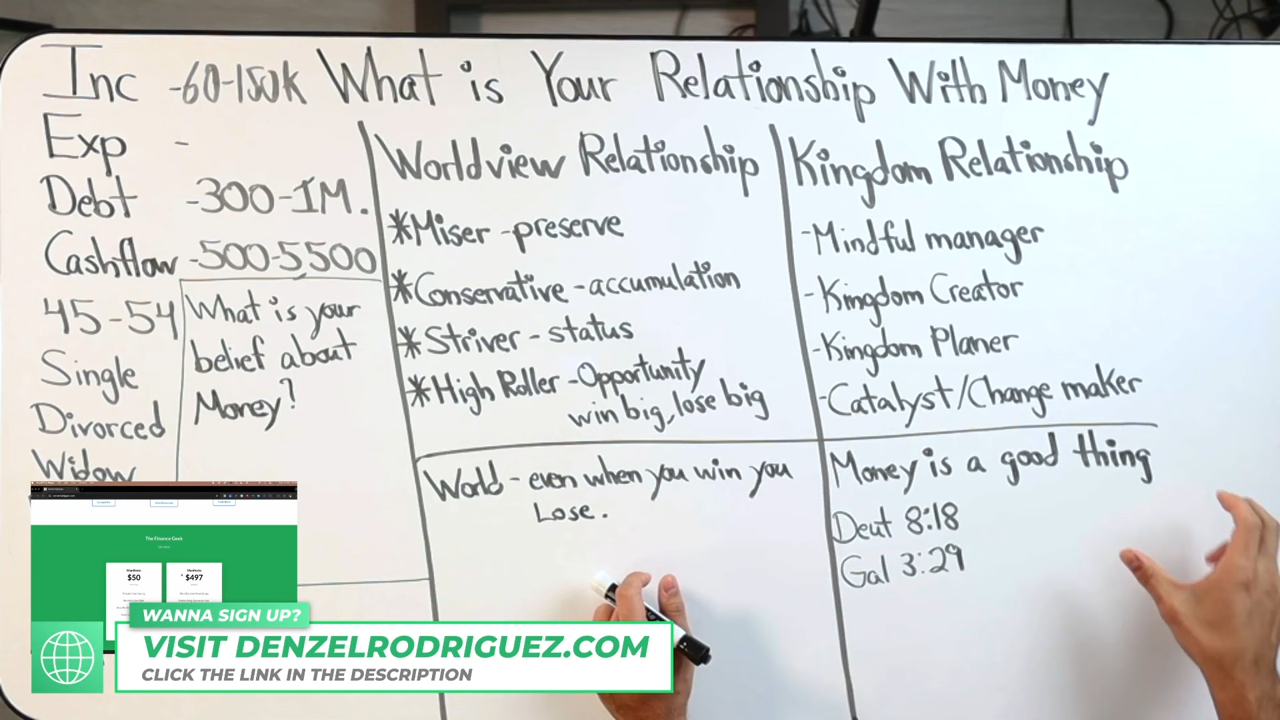 Inc -60-150k
What is Your Relationship With Money
Exp -
Debt -300-1M.
Cashflow -500-5,500
45-54
Single
Divorced
Widow
What is your
belief about
Money?
Worldview Relationship
*Miser -preserve
*Conservative -accumulation
*Striver - status
*High Roller -Opportunity
win big, lose big
World - even when you win you
Lose.
Kingdom Relationship
-Mindful manager
- Kingdom Creator
-Kingdom Planer
-Catalyst/Change maker
Money is a good thing
Deut 8:18
Gal 3:29
The Finance Geek
$50
$497
WANNA SIGN UP?
VISIT DENZELRODRIGUEZ.COM
CLICK THE LINK IN THE DESCRIPTION